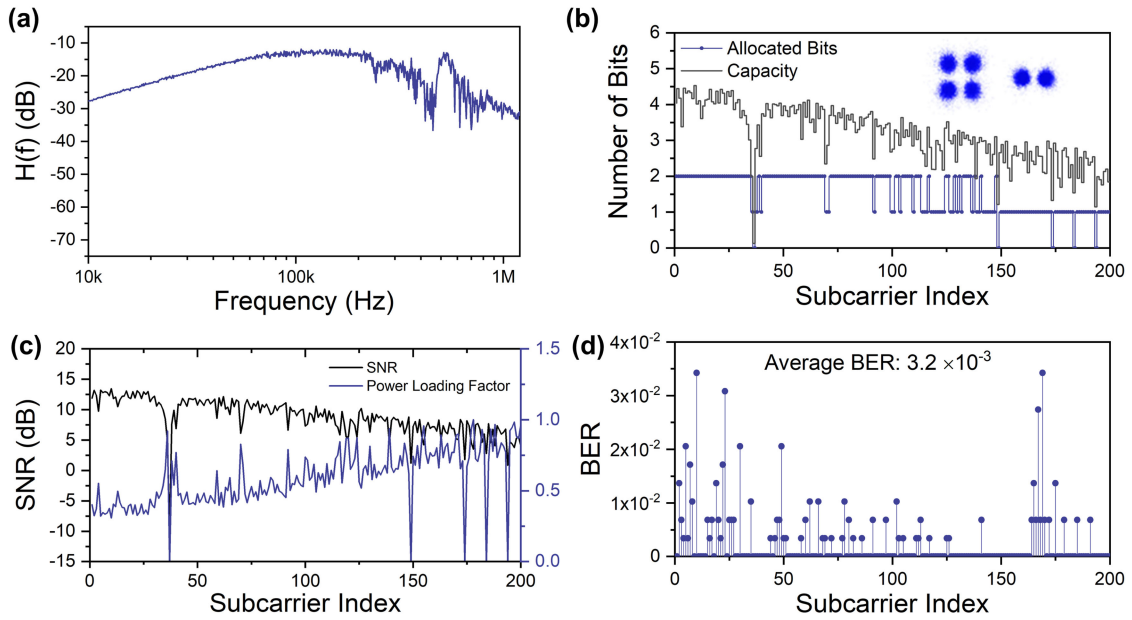 (a)
-10
-20
-30
-40
-50
-60
-70
H(f) (dB)
10k
100k
1M
Frequency (Hz)
(b)
6
5
4
3
2
1
0
Number of Bits
Allocated Bits
Capacity
0
50
100
150
200
Subcarrier Index
(c)
20
15
10
5
0
-5
-10
-15
SNR (dB)
SNR
Power Loading Factor
1.5
1.0
0.5
0.0
0
50
100
150
200
Subcarrier Index
(d)
4x10⁻²
3x10⁻²
2x10⁻²
1x10⁻²
0
BER
Average BER: 3.2 ×10⁻³
0
50
100
150
200
Subcarrier Index